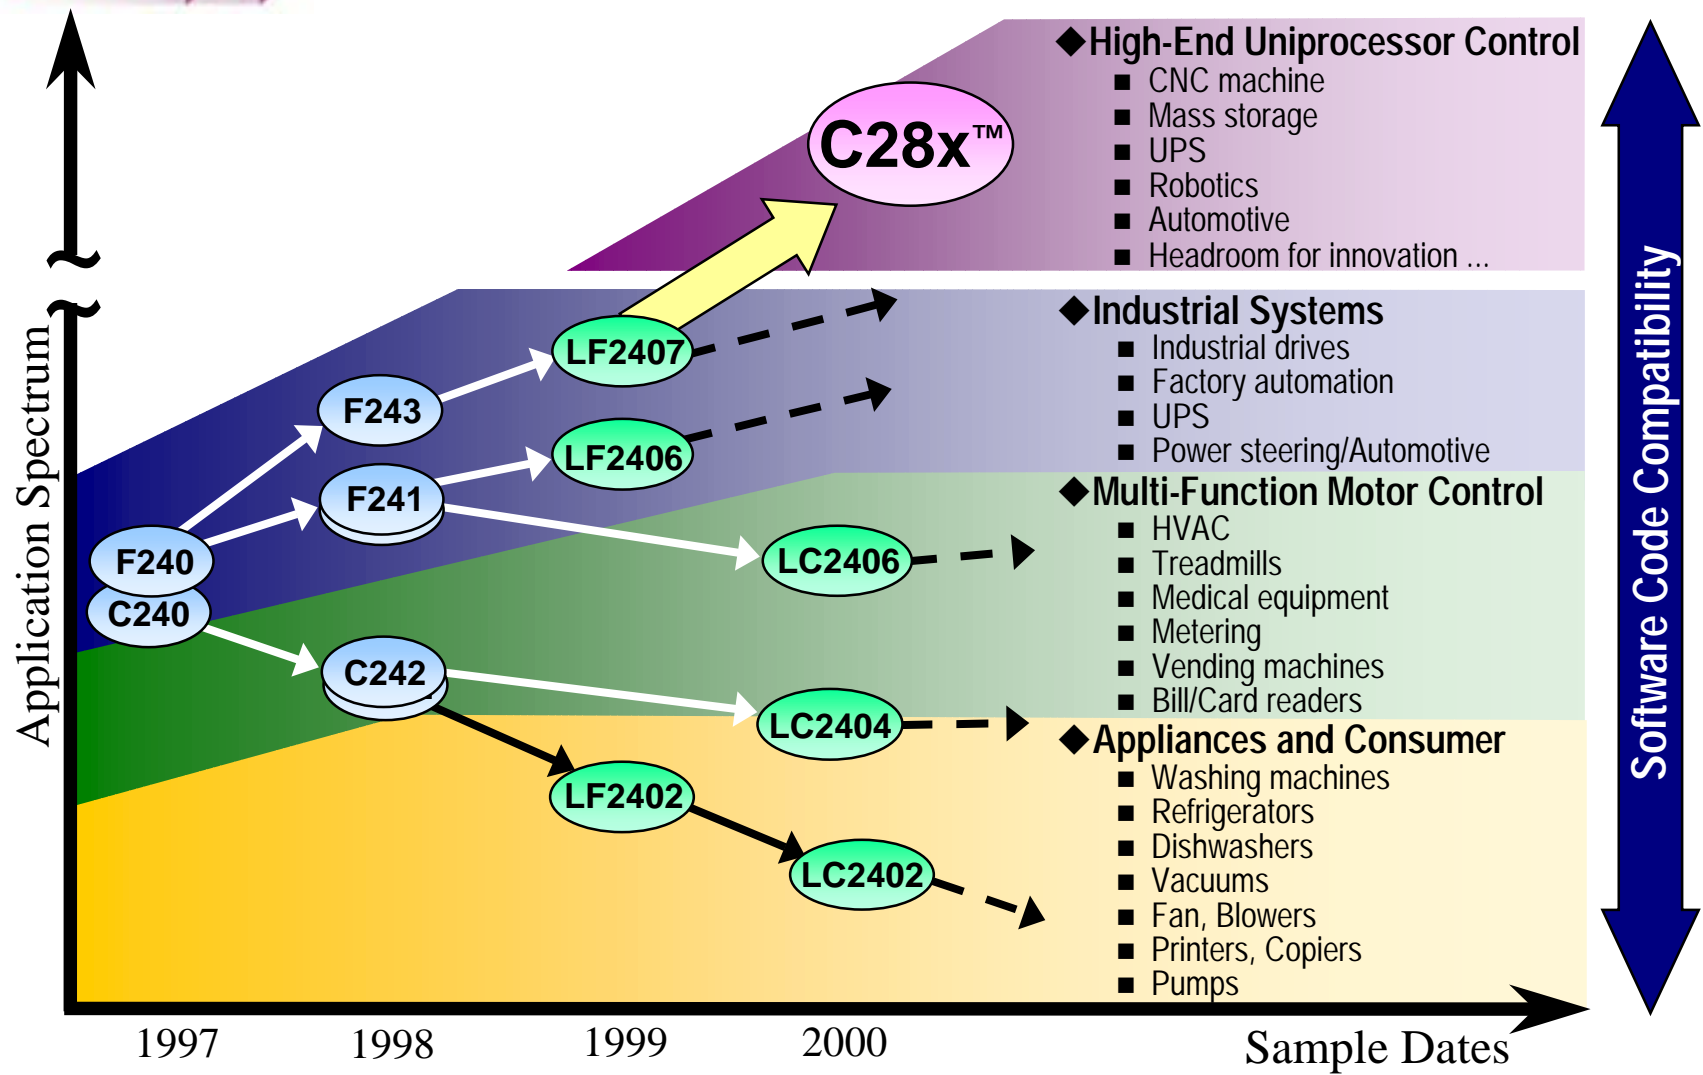 ◆High-End Uniprocessor Control
■ CNC machine
■ Mass storage
■ UPS
■ Robotics
■ Automotive
■ Headroom for innovation ...
C28x™
◆Industrial Systems
■ Industrial drives
■ Factory automation
■ UPS
■ Power steering/Automotive
LF2407
F243
LF2406
F241
◆Multi-Function Motor Control
■ HVAC
■ Treadmills
■ Medical equipment
■ Metering
■ Vending machines
■ Bill/Card readers
F240
C240
LC2406
C242
LC2404
◆Appliances and Consumer
■ Washing machines
■ Refrigerators
■ Dishwashers
■ Vacuums
■ Fan, Blowers
■ Printers, Copiers
■ Pumps
LF2402
LC2402
Application Spectrum
Software Code Compatibility
1997
1998
1999
2000
Sample Dates